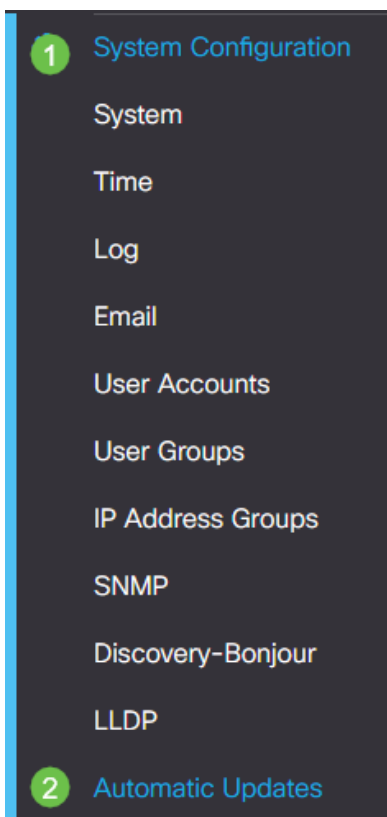 1 System Configuration
System
Time
Log
Email
User Accounts
User Groups
IP Address Groups
SNMP
Discovery-Bonjour
LLDP
2 Automatic Updates